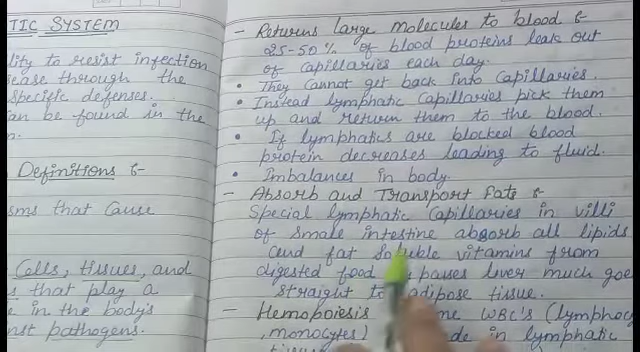 TIC SYSTEM
lity to resist infection
ease through the
specific defenses.
an be found in the
n.
Definitions :-
sms that cause
Cells, tissues, and
s that play a
e in the body's
nst pathogens.
- Returns large molecules to blood :-
25-50% of blood proteins leak out
of capillaries each day.
• They cannot get back into capillaries.
• Instead lymphatic capillaries pick them
up and return them to the blood.
• If lymphatics are blocked blood
protein decreases leading to fluid.
• Imbalances in body.
- Absorb and Transport Fats :-
Special lymphatic capillaries in villi
of small intestine absorb all lipids
and fat soluble vitamins from
digested food passes liver much goes
straight to adipose tissue.
- Hemopoiesis me WBC's (lymphoc
, monocytes) de in lymphatic